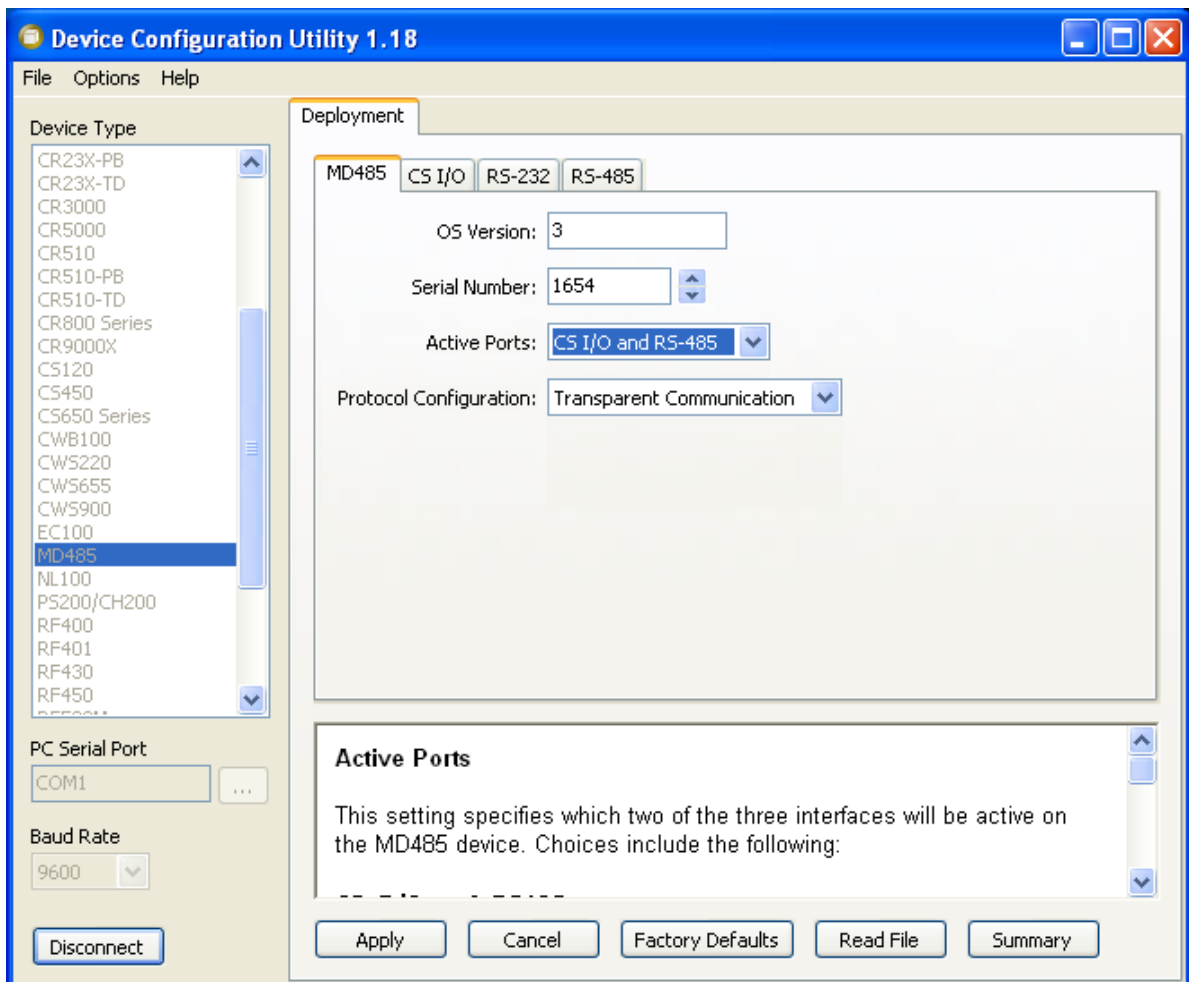 Device Configuration Utility 1.18
File Options Help
Device Type
CR23X-PB
CR23X-TD
CR3000
CR5000
CR510
CR510-PB
CR510-TD
CR800 Series
CR9000X
CS120
CS450
CS650 Series
CWB100
CWS220
CWS655
CWS900
EC100
MD485
NL100
PS200/CH200
RF400
RF401
RF430
RF450
PC Serial Port
COM1
...
Baud Rate
9600
Disconnect
Deployment
MD485 CS I/O RS-232 RS-485
OS Version: 3
Serial Number: 1654
Active Ports: CS I/O and RS-485
Protocol Configuration: Transparent Communication
Active Ports
This setting specifies which two of the three interfaces will be active on
the MD485 device. Choices include the following:
Apply Cancel Factory Defaults Read File Summary